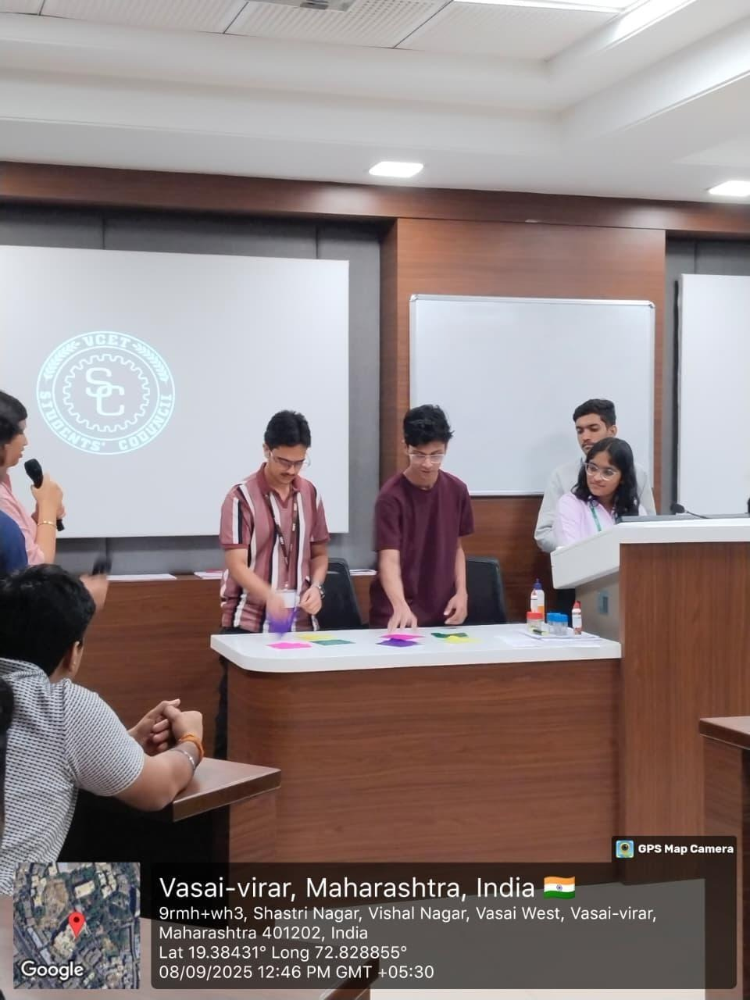 VCET
SC
STUDENTS' COUNCIL
GPS Map Camera
Vasai-virar, Maharashtra, India
9rmh+wh3, Shastri Nagar, Vishal Nagar, Vasai West, Vasai-virar,
Maharashtra 401202, India
Lat 19.38431° Long 72.828855°
08/09/2025 12:46 PM GMT +05:30
Google